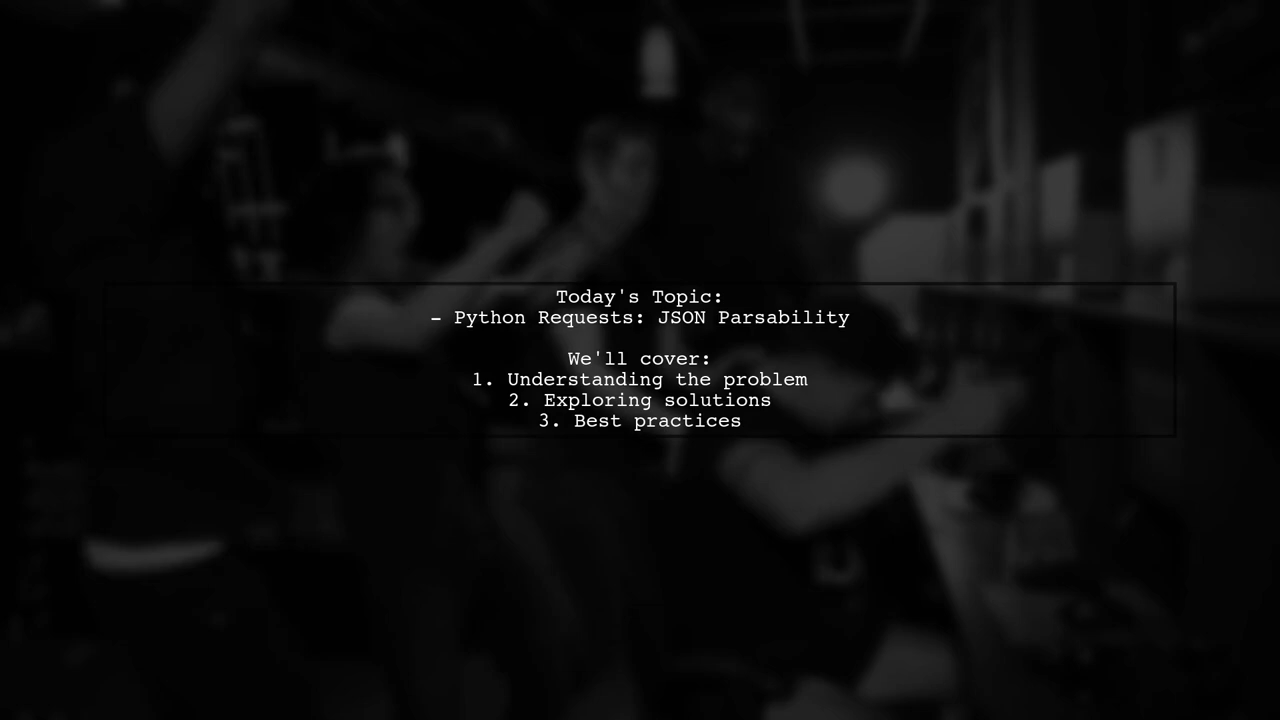 Today's Topic:
- Python Requests: JSON Parsability
We'll cover:
1. Understanding the problem
2. Exploring solutions
3. Best practices